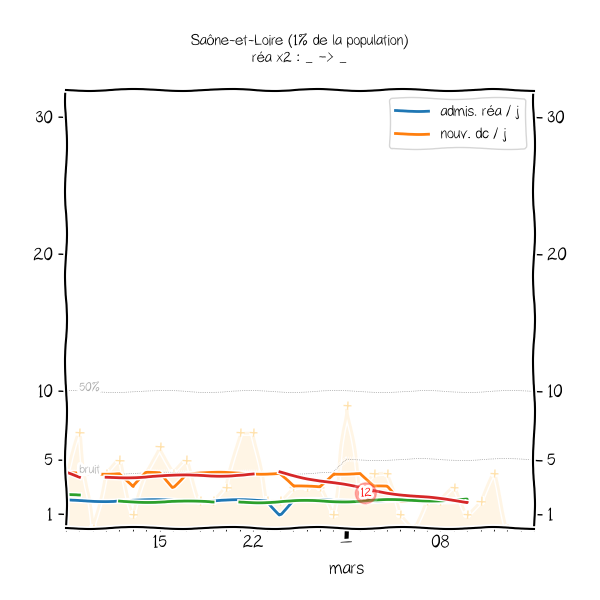 Saône-et-Loire (1% de la population)
réa x2 : _ -> _
admis. réa / j
nouv. dc / j
30
30
20
20
50%
10
10
5
5
bruit
12
1
1
15
22
_
08
mars